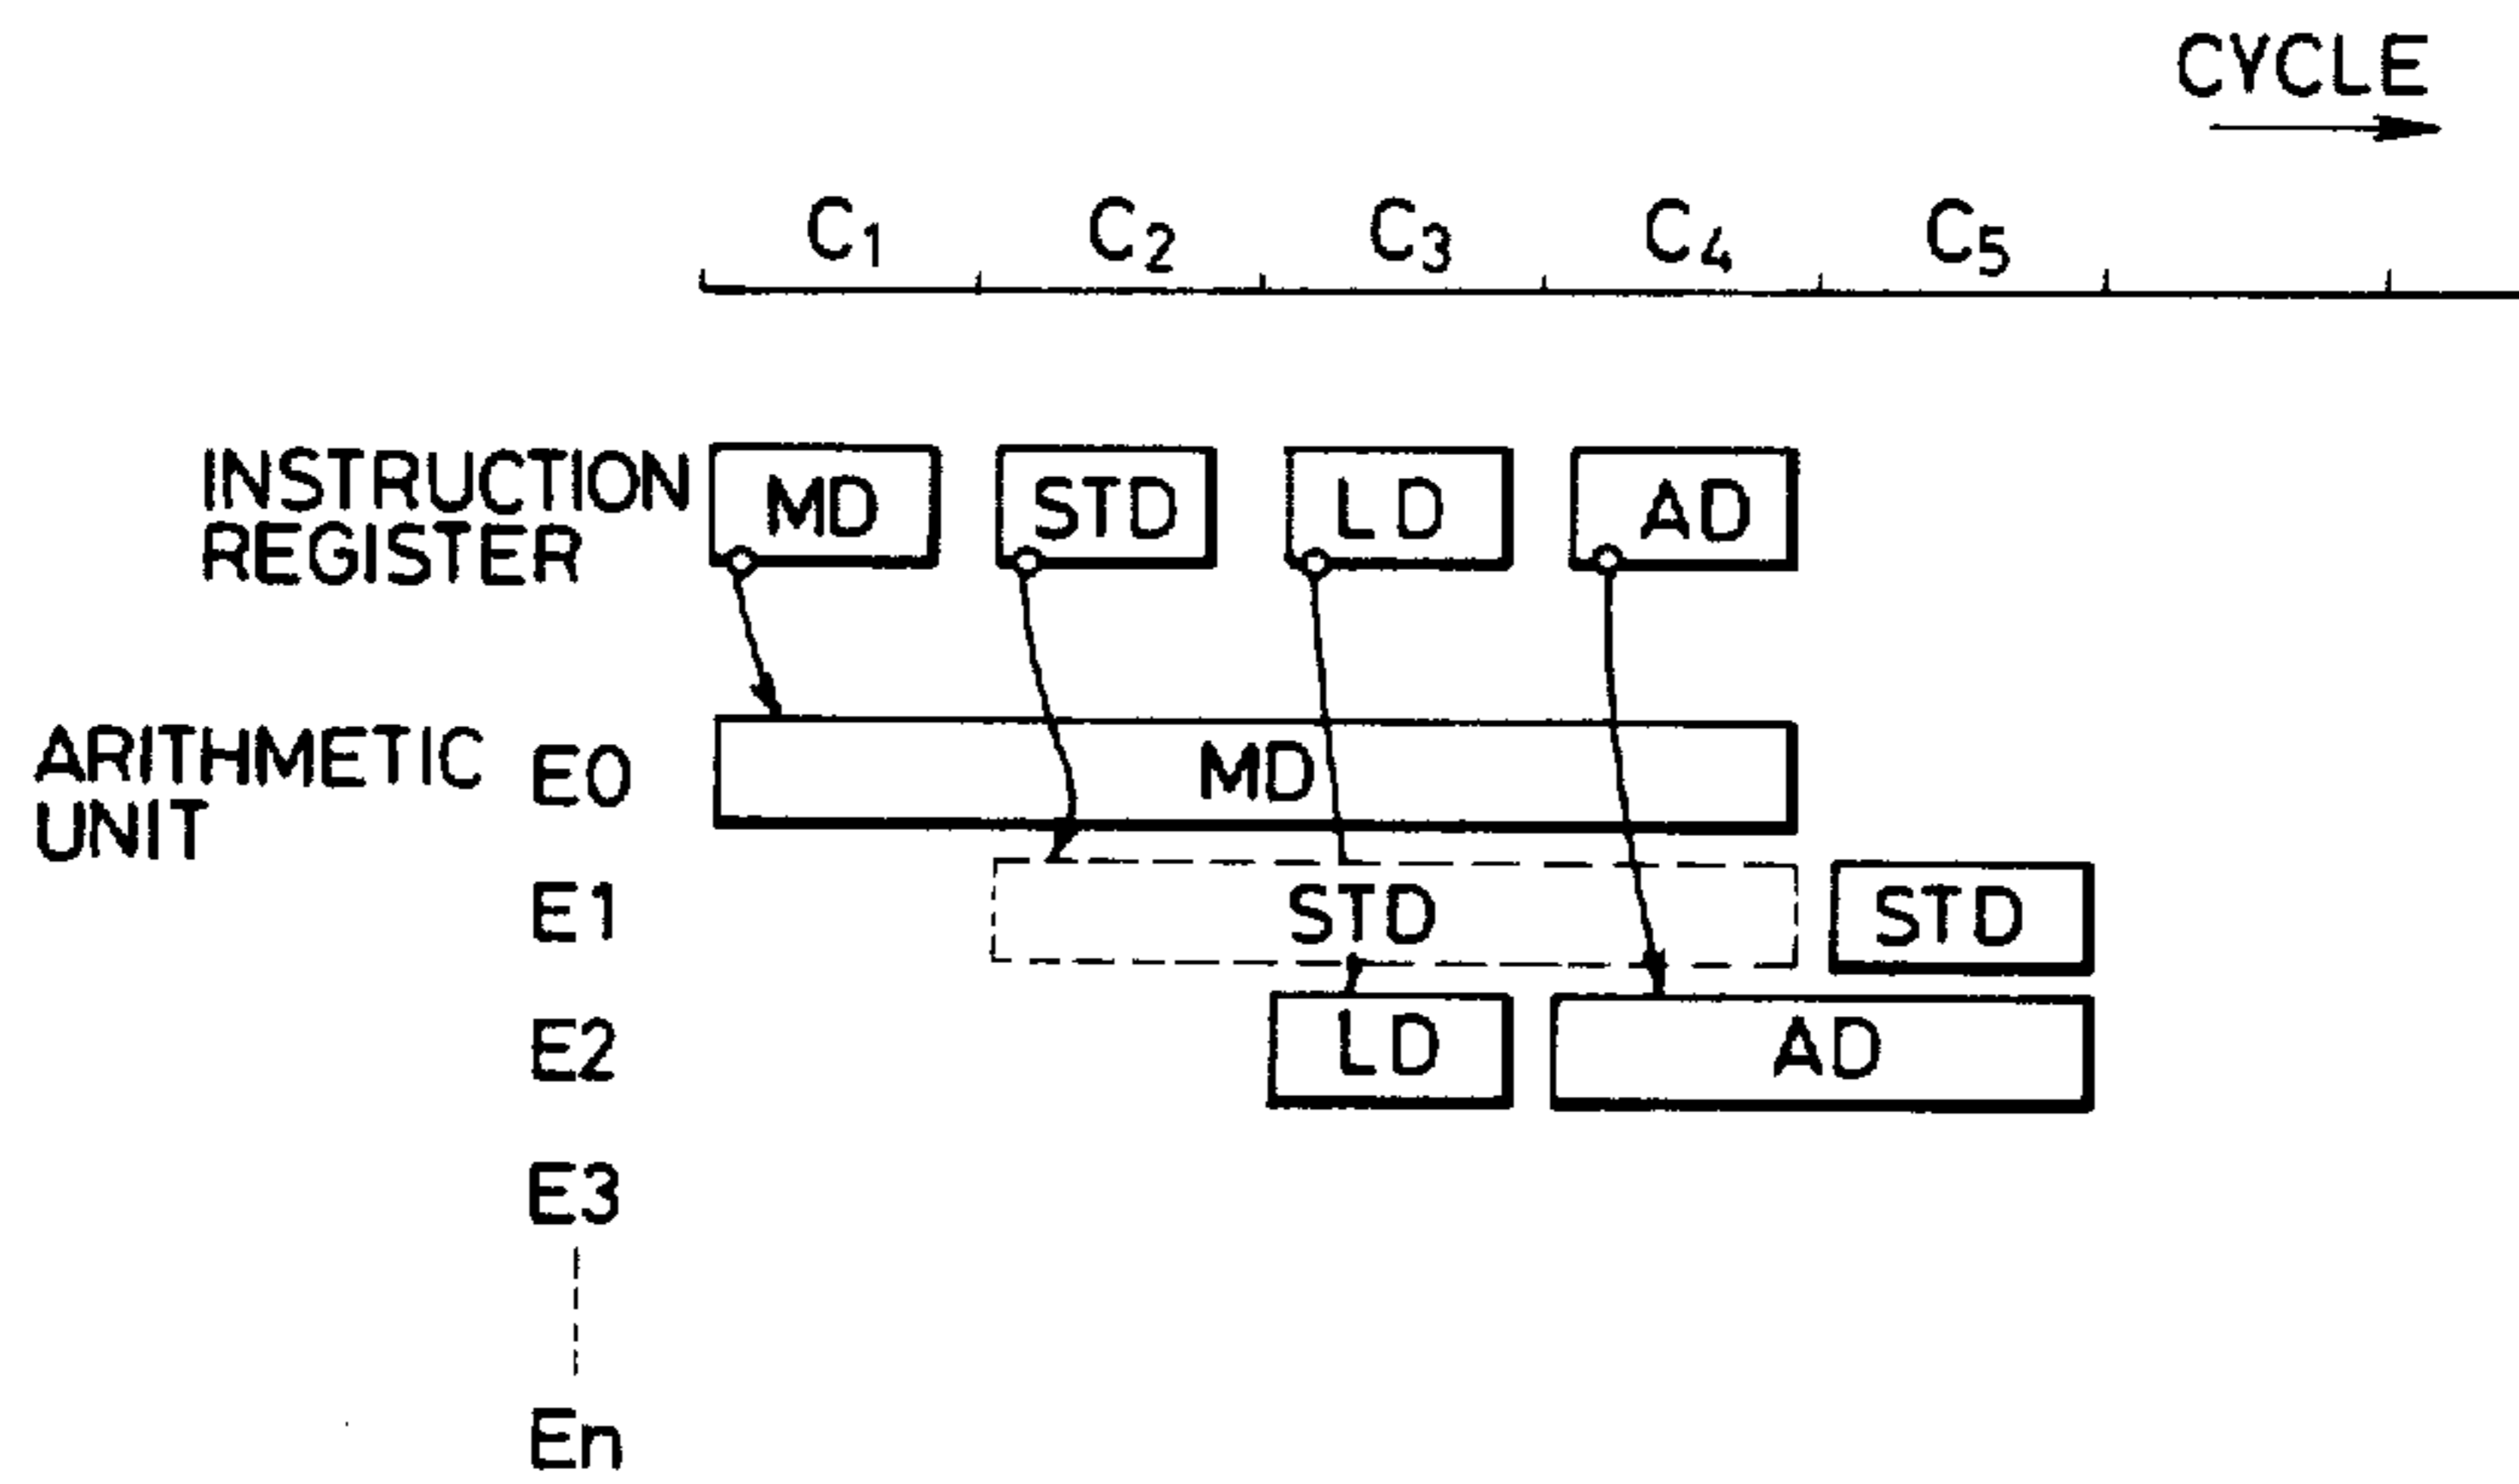 CYCLE
C1 C2 C3 C4 C5
INSTRUCTION
REGISTER
MD STD LD AD
ARITHMETIC
UNIT
E0 MD
E1 STD STD
E2 LD AD
E3
En